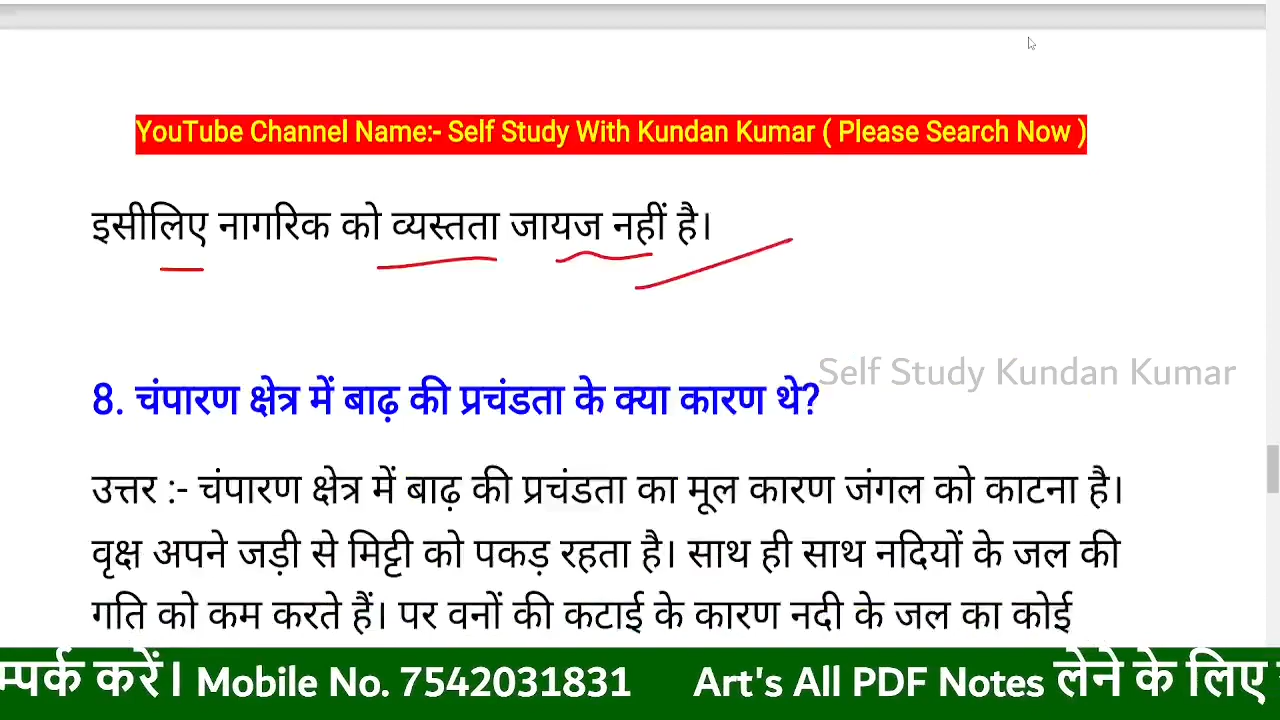 YouTube Channel Name:- Self Study With Kundan Kumar ( Please Search Now )
इसीलिए नागरिक को व्यस्तता जायज नहीं है।
Self Study Kundan Kumar
8. चंपारण क्षेत्र में बाढ़ की प्रचंडता के क्या कारण थे?
उत्तर :- चंपारण क्षेत्र में बाढ़ की प्रचंडता का मूल कारण जंगल को काटना है।
वृक्ष अपने जड़ी से मिट्टी को पकड़ रहता है। साथ ही साथ नदियों के जल की
गति को कम करते हैं। पर वनों की कटाई के कारण नदी के जल का कोई
म्पर्क करें। Mobile No. 7542031831 Art's All PDF Notes लेने के लिए